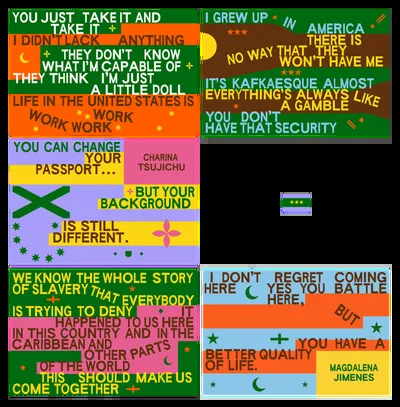 YOU JUST TAKE IT AND
TAKE IT
I DIDN'T LACK ANYTHING
THEY DON'T KNOW
WHAT I'M CAPABLE OF
THEY THINK I'M JUST
A LITTLE DOLL
LIFE IN THE UNITED STATES IS
WORK WORK WORK
I GREW UP IN AMERICA
THERE IS
NO WAY THAT THEY
WON'T HAVE ME
IT'S KAFKAESQUE ALMOST
EVERYTHING'S ALWAYS LIKE
A GAMBLE
YOU DON'T
HAVE THAT SECURITY
YOU CAN CHANGE
YOUR
PASSPORT...
CHARINA
TSUJICHU
BUT YOUR
BACKGROUND
IS STILL
DIFFERENT.
WE KNOW THE WHOLE STORY
OF SLAVERY THAT EVERYBODY
IS TRYING TO DENY IT
HAPPENED TO US HERE
IN THIS COUNTRY AND IN THE
CARIBBEAN AND
OTHER PARTS
OF THE WORLD
THIS SHOULD MAKE US
COME TOGETHER
I DON'T REGRET COMING
HERE YES YOU BATTLE
HERE,
BUT
YOU HAVE A
BETTER QUALITY
OF LIFE.
MAGDALENA
JIMENES